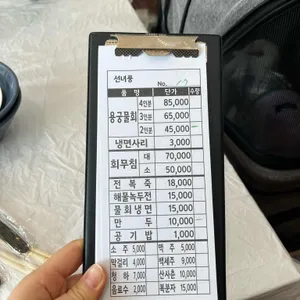 선녀풍
No. 17
품 명 단가 수량
용궁물회 4인분 85,000
3인분 65,000
2인분 45,000
냉면사리 3,000
회무침 대 70,000
소 50,000
전 복 죽 18,000
해물녹두전 15,000
물 회 냉 면 15,000
만 두 10,000
공 기 밥 1,000
소 주 5,000 맥 주 5,000
막걸리 4,000 백세주 9,000
청 하 7,000 산사춘 10,000
음료수 2,000 복분자 15,000